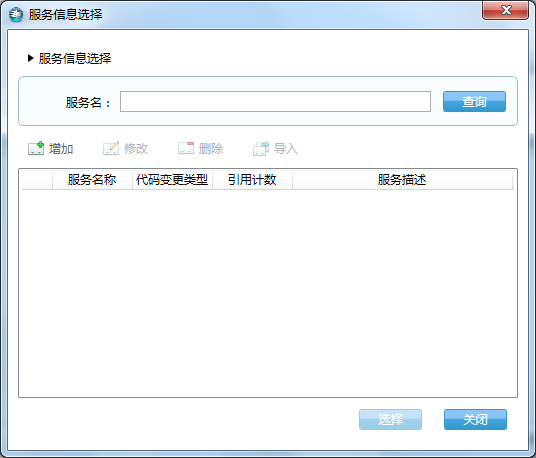 服务信息选择
服务信息选择
服务名： 查询
增加 修改 删除 导入
服务名称 代码变更类型 引用计数 服务描述
选择 关闭